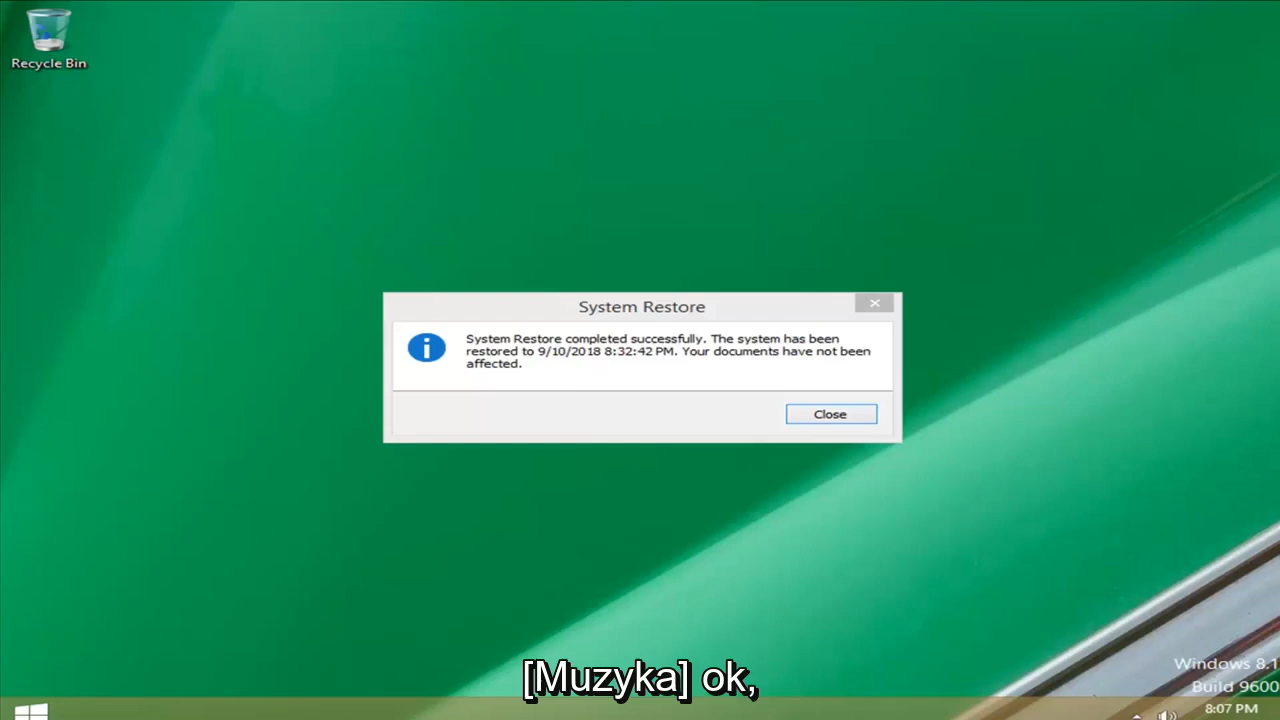 Recycle Bin
System Restore
System Restore completed successfully. The system has been
restored to 9/10/2018 8:32:42 PM. Your documents have not been
affected.
Close
[Muzyka] ok,
Windows 8.1
Build 9600
8:07 PM